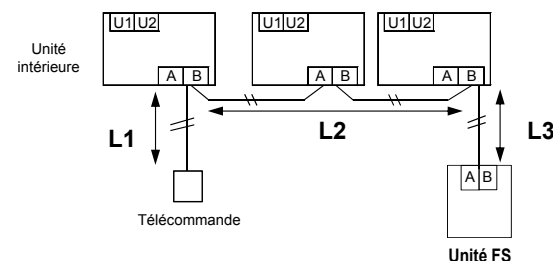 U1 U2
U1 U2
U1 U2
Unité
intérieure
A B
A B
A B
L1
L2
L3
A B
Télécommande
Unité FS